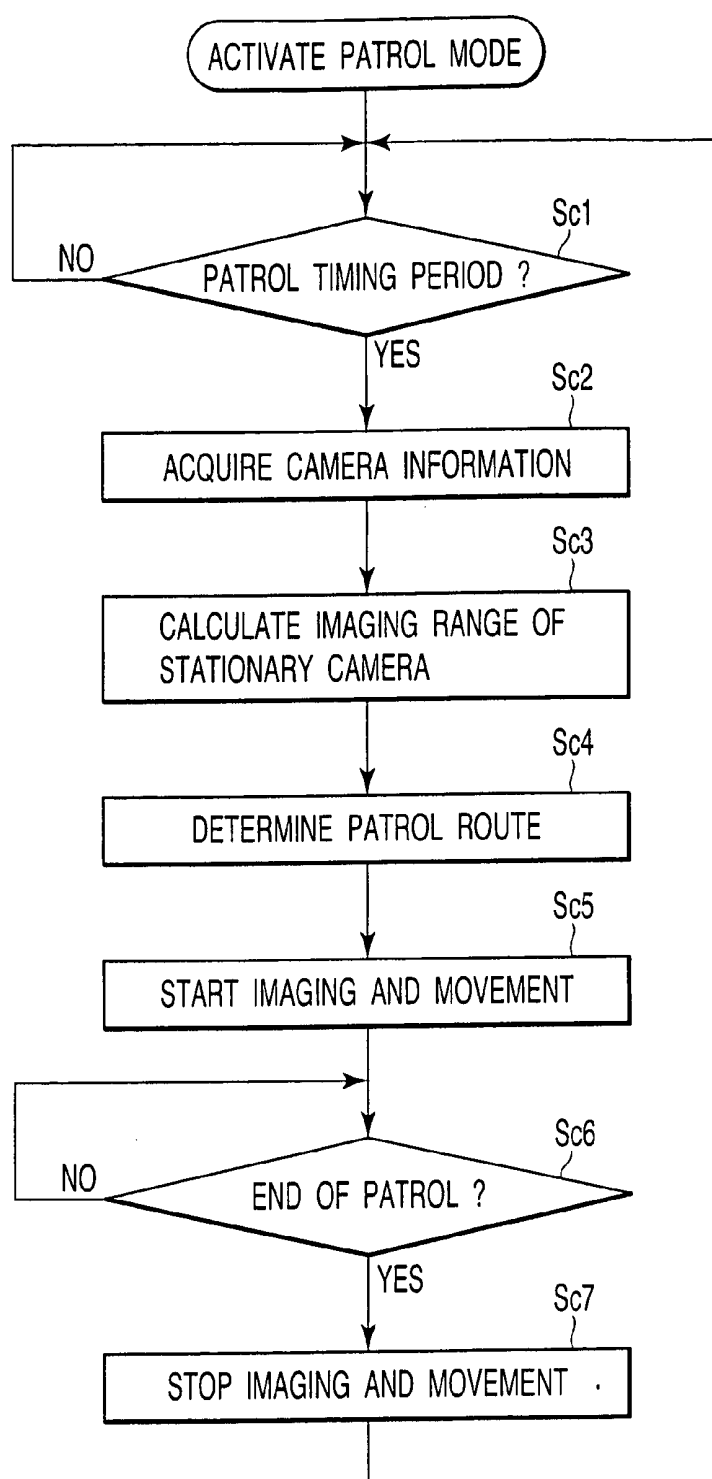 ACTIVATE PATROL MODE
Sc1
NO
PATROL TIMING PERIOD ?
YES
Sc2
ACQUIRE CAMERA INFORMATION
Sc3
CALCULATE IMAGING RANGE OF
STATIONARY CAMERA
Sc4
DETERMINE PATROL ROUTE
Sc5
START IMAGING AND MOVEMENT
Sc6
NO
END OF PATROL ?
YES
Sc7
STOP IMAGING AND MOVEMENT